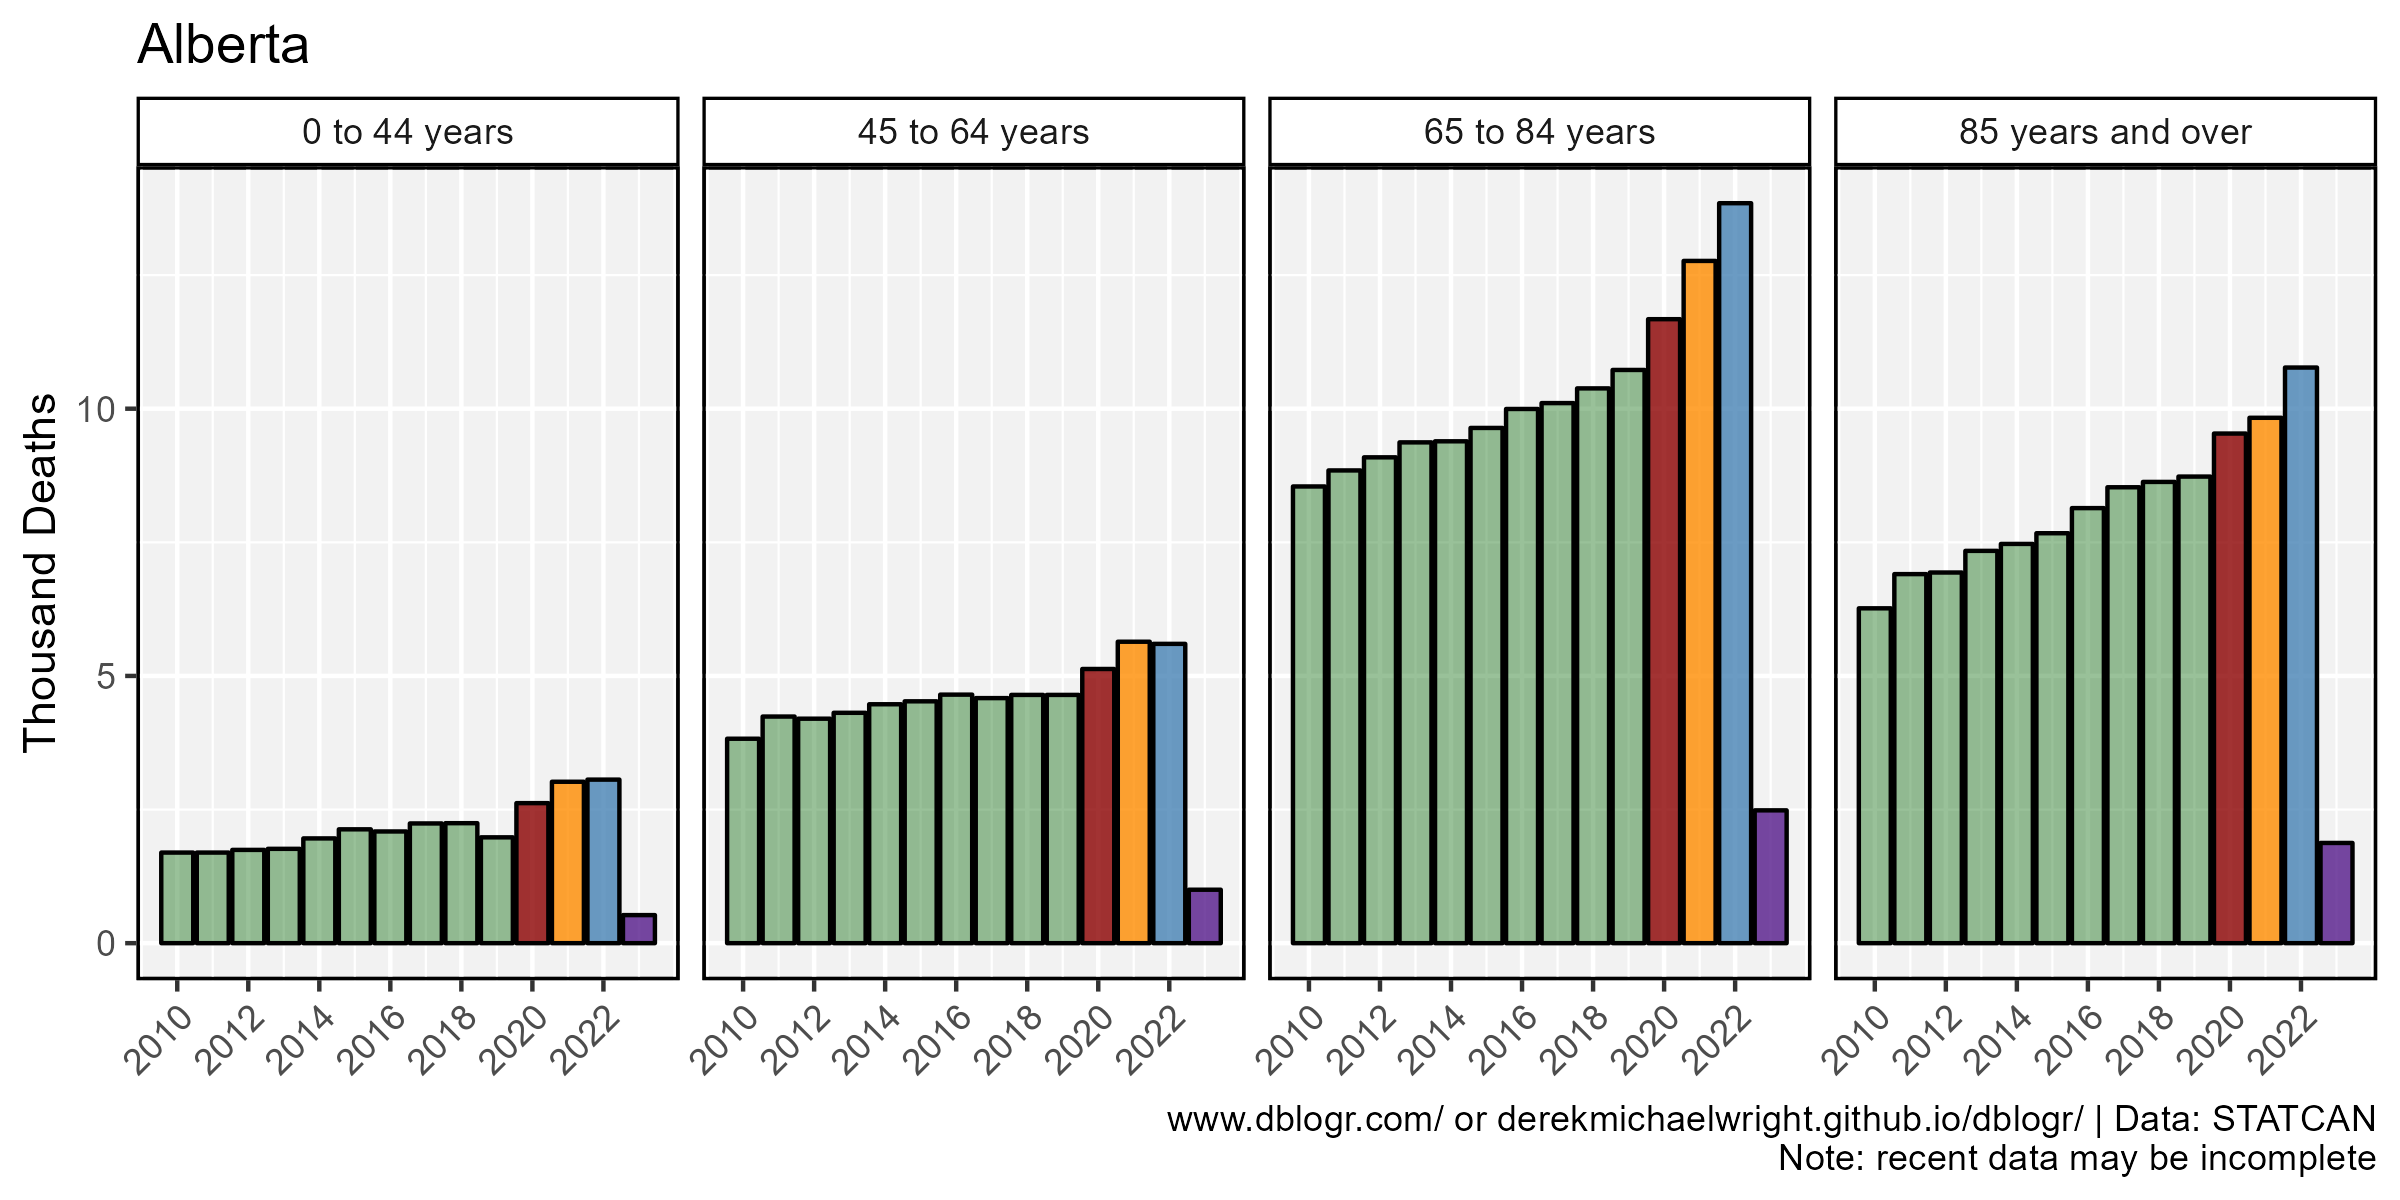 Alberta
0 to 44 years
45 to 64 years
65 to 84 years
85 years and over
Thousand Deaths
10
5
0
2010 2012 2014 2016 2018 2020 2022
2010 2012 2014 2016 2018 2020 2022
2010 2012 2014 2016 2018 2020 2022
2010 2012 2014 2016 2018 2020 2022
www.dblogr.com/ or derekmichaelwright.github.io/dblogr/ | Data: STATCAN
Note: recent data may be incomplete